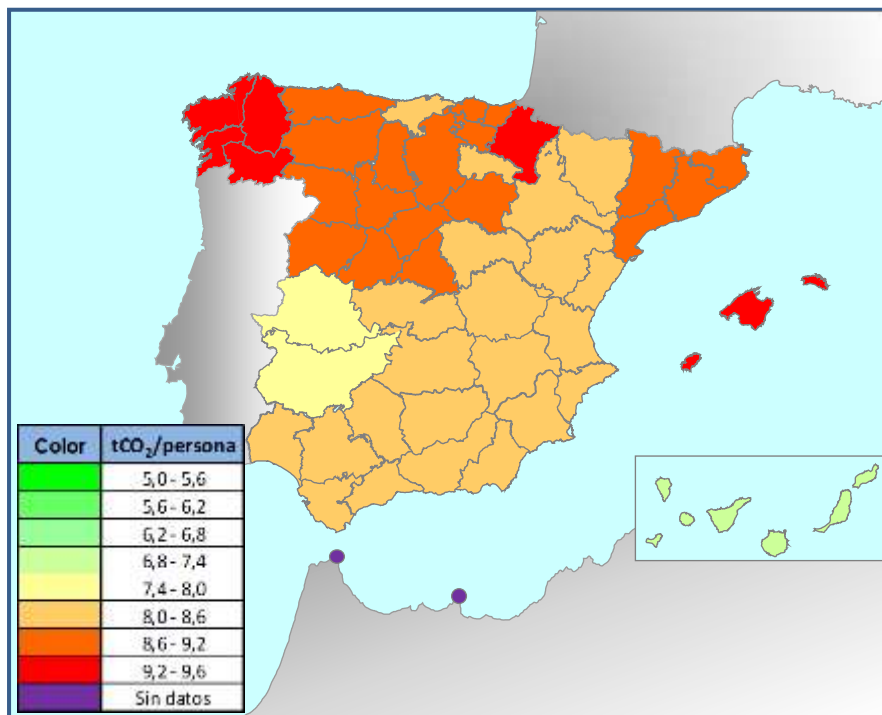 Color tCO₂/persona
5,0 - 5,6
5,6 - 6,2
6,2 - 6,8
6,8 - 7,4
7,4 - 8,0
8,0 - 8,6
8,6 - 9,2
9,2 - 9,6
Sin datos